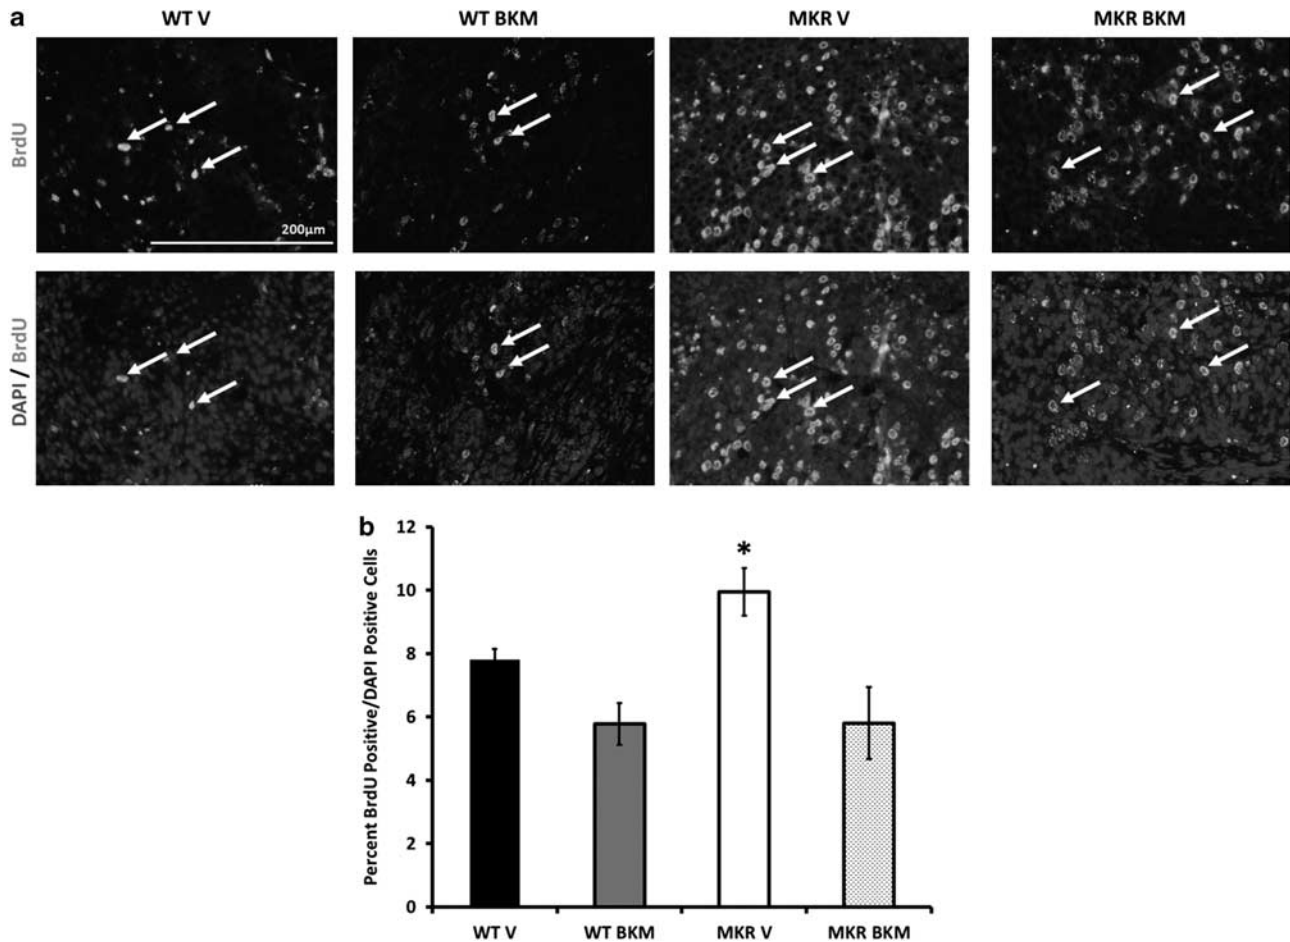 a
WT V
WT BKM
MKR V
MKR BKM
BrdU
200µm
DAPI / BrdU
b
Percent BrdU Positive/DAPI Positive Cells
12
10
8
6
4
2
0
*
WT V
WT BKM
MKR V
MKR BKM